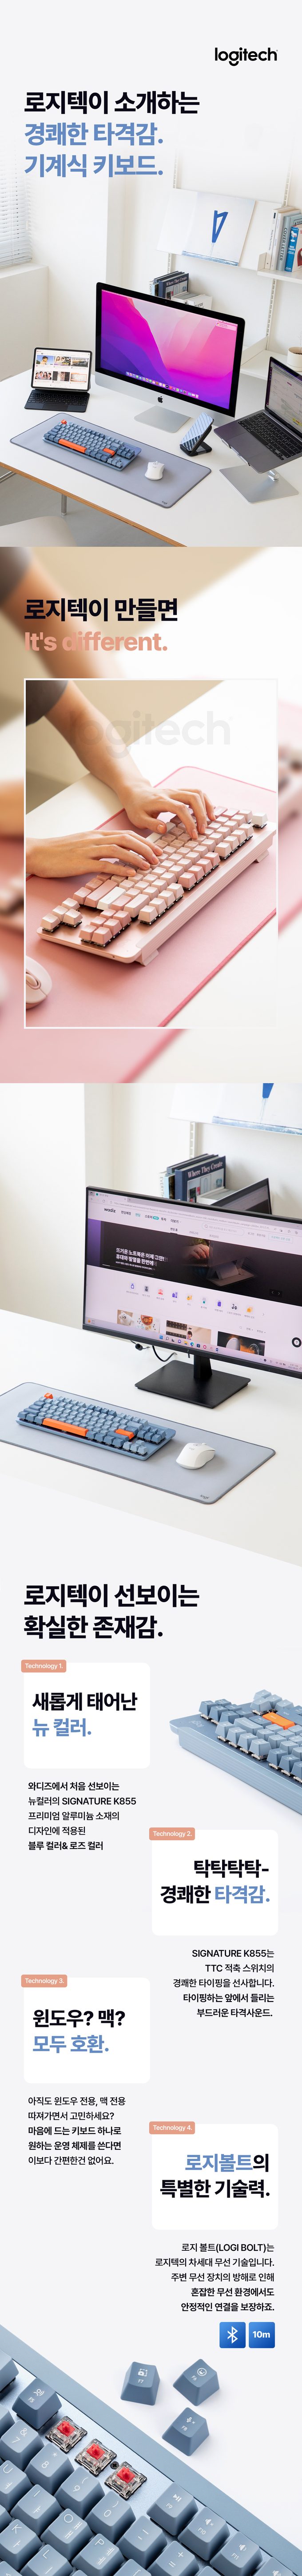 logitech
로지텍이 소개하는
경쾌한 타격감.
기계식 키보드.
로지텍이 만들면
It's different.
logitech
Where They Create
로지텍이 선보이는
확실한 존재감.
Technology 1.
새롭게 태어난
뉴 컬러.
와디즈에서 처음 선보이는
뉴컬러의 SIGNATURE K855
프리미엄 알루미늄 소재의
디자인에 적용된
블루 컬러& 로즈 컬러
Technology 2.
탁탁탁탁-
경쾌한 타격감.
SIGNATURE K855는
TTC 적축 스위치의
경쾌한 타이핑을 선사합니다.
타이핑하는 앞에서 들리는
부드러운 타격사운드.
Technology 3.
윈도우? 맥?
모두 호환.
아직도 윈도우 전용, 맥 전용
따져가면서 고민하세요?
마음에 드는 키보드 하나로
원하는 운영 체제를 쓴다면
이보다 간편한건 없어요.
Technology 4.
로지볼트의
특별한 기술력.
로지 볼트(LOGI BOLT)는
로지텍의 차세대 무선 기술입니다.
주변 무선 장치의 방해로 인해
혼잡한 무선 환경에서도
안정적인 연결을 보장하죠.
10m